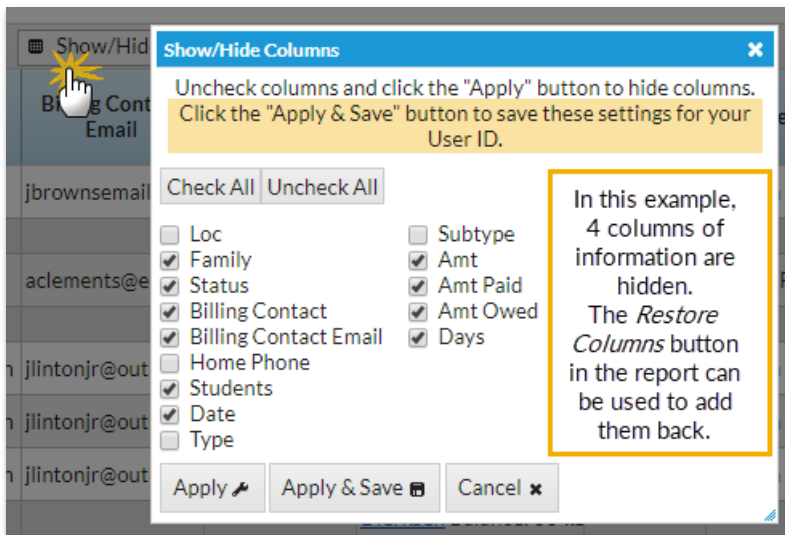 Show/Hid
Show/Hide Columns
Uncheck columns and click the "Apply" button to hide columns.
Click the "Apply & Save" button to save these settings for your
User ID.
Email
jbrownsemail
aclements@e
jlintonjr@out
jlintonjr@out
jlintonjr@out
Check All Uncheck All
Loc
Family
Status
Billing Contact
Billing Contact Email
Home Phone
Students
Date
Type
Subtype
Amt
Amt Paid
Amt Owed
Days
In this example,
4 columns of
information are
hidden.
The Restore
Columns button
in the report can
be used to add
them back.
Apply Apply & Save Cancel